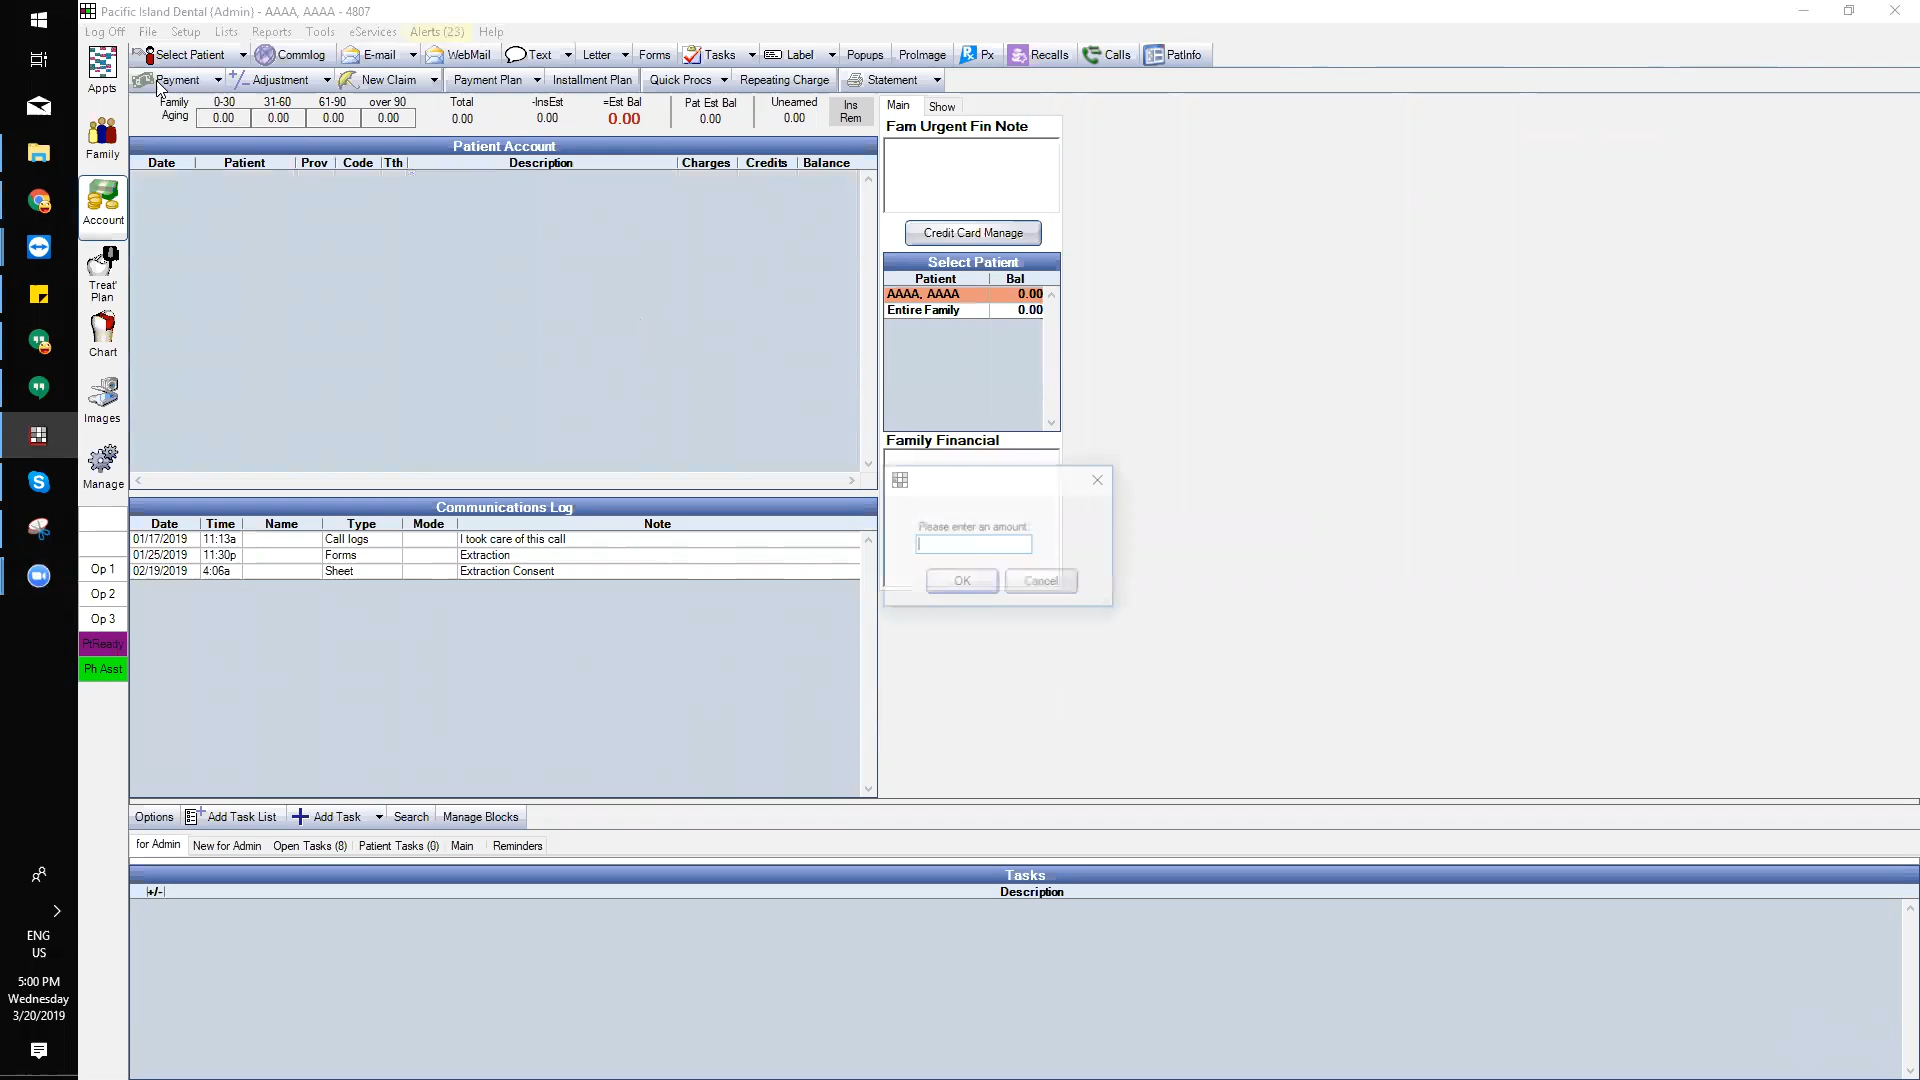 Pacific Island Dental {Admin} - AAAA, AAAA - 4807
Log Off File Setup Lists Reports Tools eServices Alerts (23) Help
Select Patient Commlog E-mail WebMail Text Letter Forms Tasks Label Popups ProImage Rx Px Recalls Calls PatInfo
Payment +/- Adjustment New Claim Payment Plan Installment Plan Quick Procs Repeating Charge Statement
Family Aging 0-30 31-60 61-90 over 90 Total -InsEst =Est Bal Pat Est Bal Unearned Ins Rem
0.00 0.00 0.00 0.00 0.00 0.00 0.00 0.00 0.00
Main Show
Fam Urgent Fin Note
Patient Account
Date Patient Prov Code Tth Description Charges Credits Balance
Credit Card Manage
Select Patient
Patient Bal
AAAA, AAAA 0.00
Entire Family 0.00
Family Financial
Please enter an amount:
OK Cancel
Communications Log
Date Time Name Type Mode Note
01/17/2019 11:13a Call logs I took care of this call
01/25/2019 11:30p Forms Extraction
02/19/2019 4:06a Sheet Extraction Consent
Appts
Family
Account
Treat'
Plan
Chart
Images
Manage
Op 1
Op 2
Op 3
PtReady
Ph Asst
Options Add Task List Add Task Search Manage Blocks
for Admin New for Admin Open Tasks (8) Patient Tasks (0) Main Reminders
Tasks
+/- Description
ENG
US
5:00 PM
Wednesday
3/20/2019